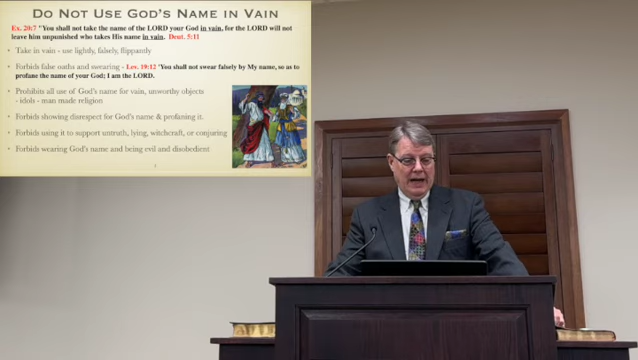 DO NOT USE GOD'S NAME IN VAIN
Ex. 20:7 "You shall not take the name of the LORD your God in vain, for the LORD will not
leave him unpunished who takes His name in vain. Deut. 5:11
• Take in vain - use lightly, falsely, flippantly
• Forbids false oaths and swearing - Lev. 19:12 'You shall not swear falsely by My name, so as to
profane the name of your God; I am the LORD.
• Prohibits all use of God's name for vain, unworthy objects
- idols - man made religion
• Forbids showing disrespect for God's name & profaning it.
• Forbids using it to support untruth, lying, witchcraft, or conjuring
• Forbids wearing God's name and being evil and disobedient